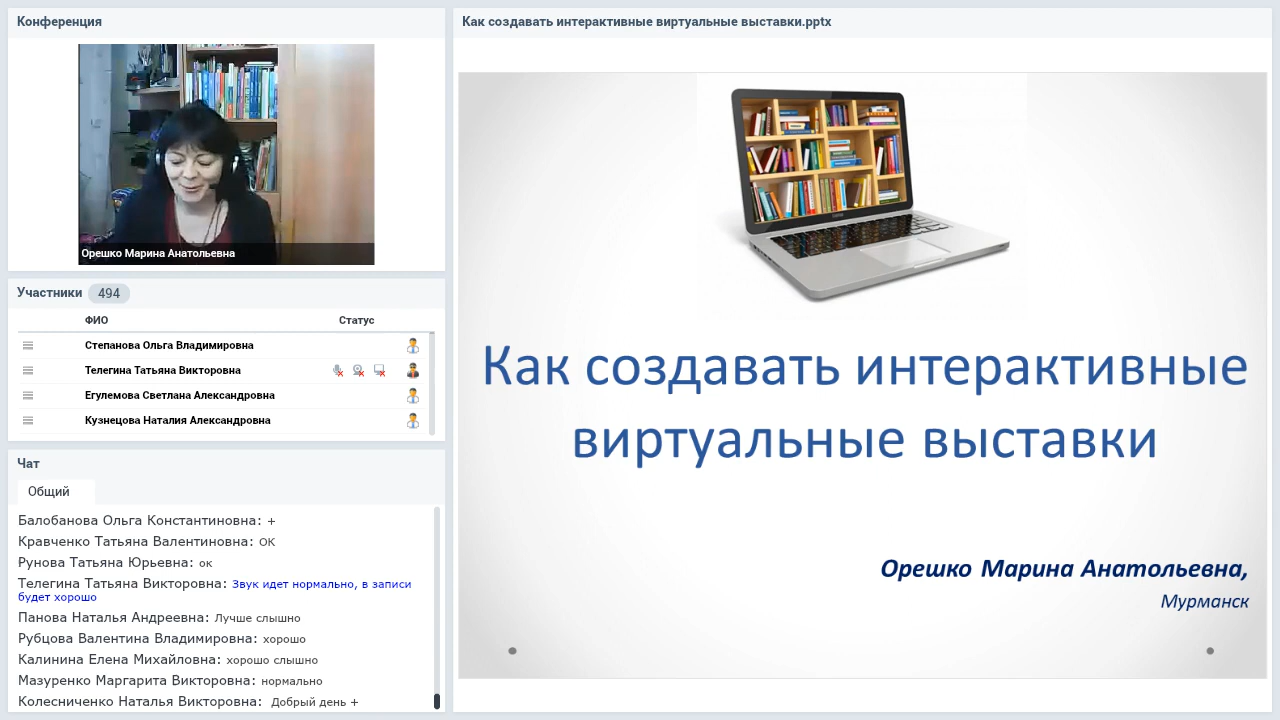 Конференция
Орешко Марина Анатольевна
Участники 494
ФИО Статус
Степанова Ольга Владимировна
Телегина Татьяна Викторовна
Егулемова Светлана Александровна
Кузнецова Наталия Александровна
Чат
Общий
Балобанова Ольга Константиновна: +
Кравченко Татьяна Валентиновна: ОК
Рунова Татьяна Юрьевна: ок
Телегина Татьяна Викторовна: Звук идет нормально, в записи
будет хорошо
Панова Наталья Андреевна: Лучше слышно
Рубцова Валентина Владимировна: хорошо
Калинина Елена Михайловна: хорошо слышно
Мазуренко Маргарита Викторовна: нормально
Колесниченко Наталья Викторовна: Добрый день +
Как создавать интерактивные виртуальные выставки.pptx
Как создавать интерактивные
виртуальные выставки
Орешко Марина Анатольевна,
Мурманск